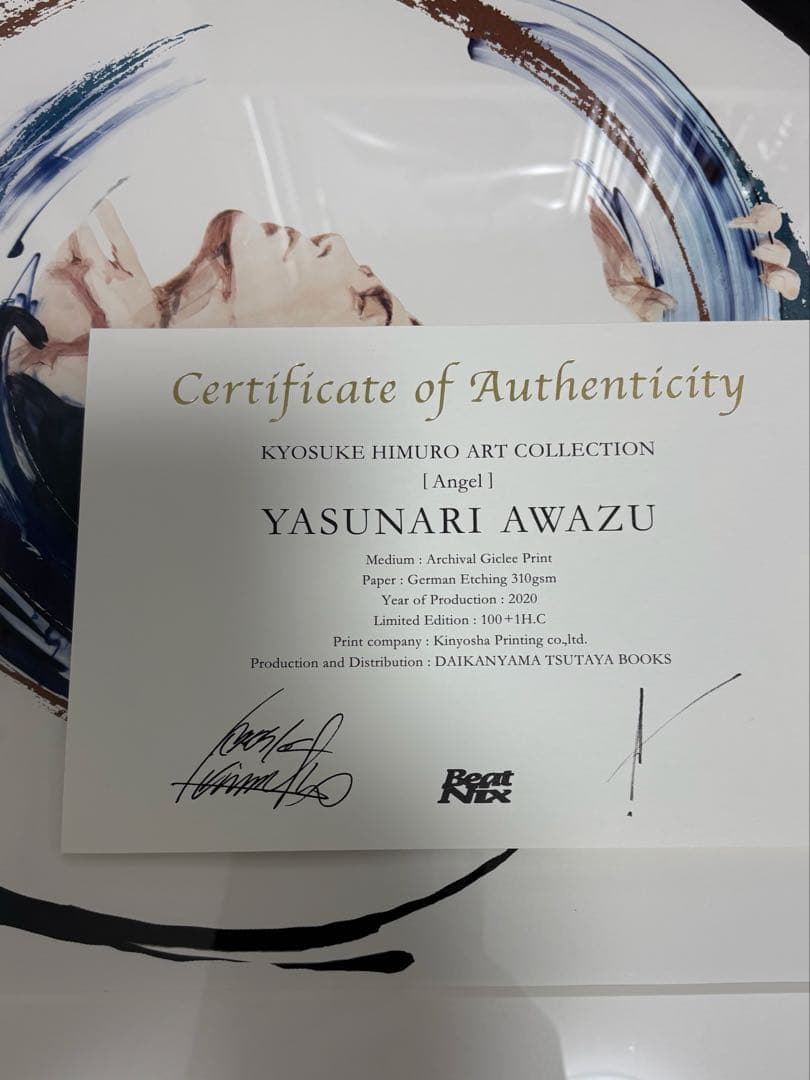 Certificate of Authenticity
KYOSUKE HIMURO ART COLLECTION
[ Angel ]
YASUNARI AWAZU
Medium : Archival Giclee Print
Paper : German Etching 310gsm
Year of Production : 2020
Limited Edition : 100+1H.C
Print company : Kinyosha Printing co.,ltd.
Production and Distribution : DAIKANYAMA TSUTAYA BOOKS
Beat
Nix